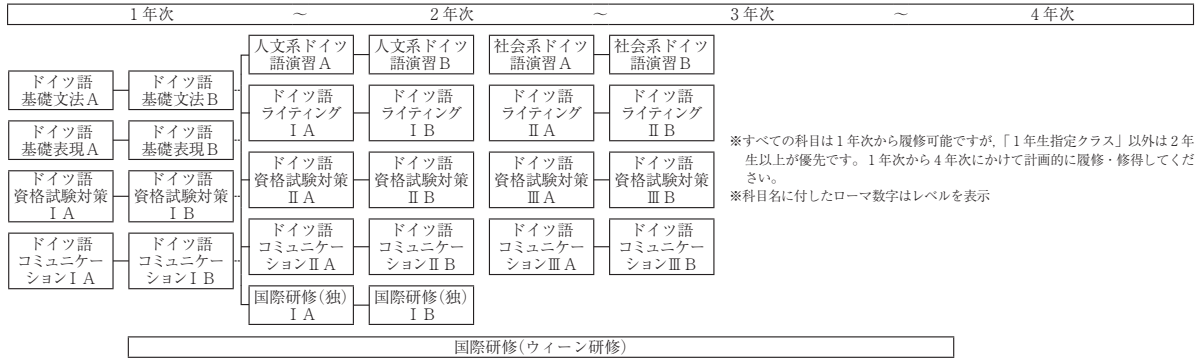 1年次 ～ 2年次 ～ 3年次 ～ 4年次
人文系ドイツ
語演習A
人文系ドイツ
語演習B
社会系ドイツ
語演習A
社会系ドイツ
語演習B
ドイツ語
基礎文法A
ドイツ語
基礎文法B
ドイツ語
ライティング
ⅠA
ドイツ語
ライティング
ⅠB
ドイツ語
ライティング
ⅡA
ドイツ語
ライティング
ⅡB
ドイツ語
基礎表現A
ドイツ語
基礎表現B
ドイツ語
資格試験対策
ⅠA
ドイツ語
資格試験対策
ⅠB
ドイツ語
資格試験対策
ⅡA
ドイツ語
資格試験対策
ⅡB
ドイツ語
資格試験対策
ⅢA
ドイツ語
資格試験対策
ⅢB
ドイツ語
コミュニケー
ションⅠA
ドイツ語
コミュニケー
ションⅠB
ドイツ語
コミュニケー
ションⅡA
ドイツ語
コミュニケー
ションⅡB
ドイツ語
コミュニケー
ションⅢA
ドイツ語
コミュニケー
ションⅢB
国際研修(独)
ⅠA
国際研修(独)
ⅠB
国際研修(ウィーン研修)
※すべての科目は1年次から履修可能ですが，「1年生指定クラス」以外は2年
生以上が優先です。1年次から4年次にかけて計画的に履修・修得してくだ
さい。
※科目名に付したローマ数字はレベルを表示